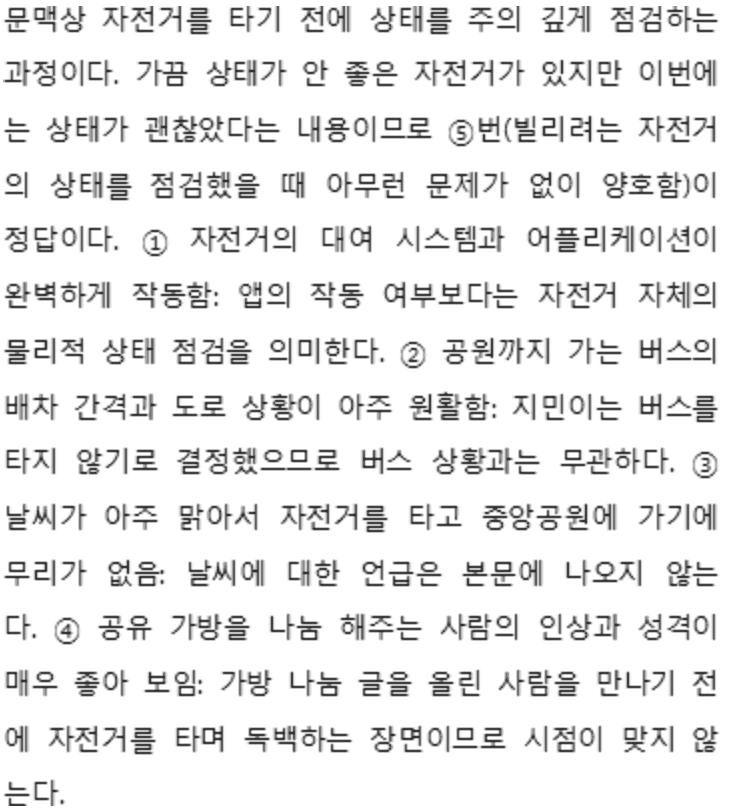 문맥상 자전거를 타기 전에 상태를 주의 깊게 점검하는
과정이다. 가끔 상태가 안 좋은 자전거가 있지만 이번에
는 상태가 괜찮았다는 내용이므로 ⑤번(빌리려는 자전거
의 상태를 점검했을 때 아무런 문제가 없이 양호함)이
정답이다. ① 자전거의 대여 시스템과 어플리케이션이
완벽하게 작동함: 앱의 작동 여부보다는 자전거 자체의
물리적 상태 점검을 의미한다. ② 공원까지 가는 버스의
배차 간격과 도로 상황이 아주 원활함: 지민이는 버스를
타지 않기로 결정했으므로 버스 상황과는 무관하다. ③
날씨가 아주 맑아서 자전거를 타고 중앙공원에 가기에
무리가 없음: 날씨에 대한 언급은 본문에 나오지 않는
다. ④ 공유 가방을 나눔 해주는 사람의 인상과 성격이
매우 좋아 보임: 가방 나눔 글을 올린 사람을 만나기 전
에 자전거를 타며 독백하는 장면이므로 시점이 맞지 않
는다.